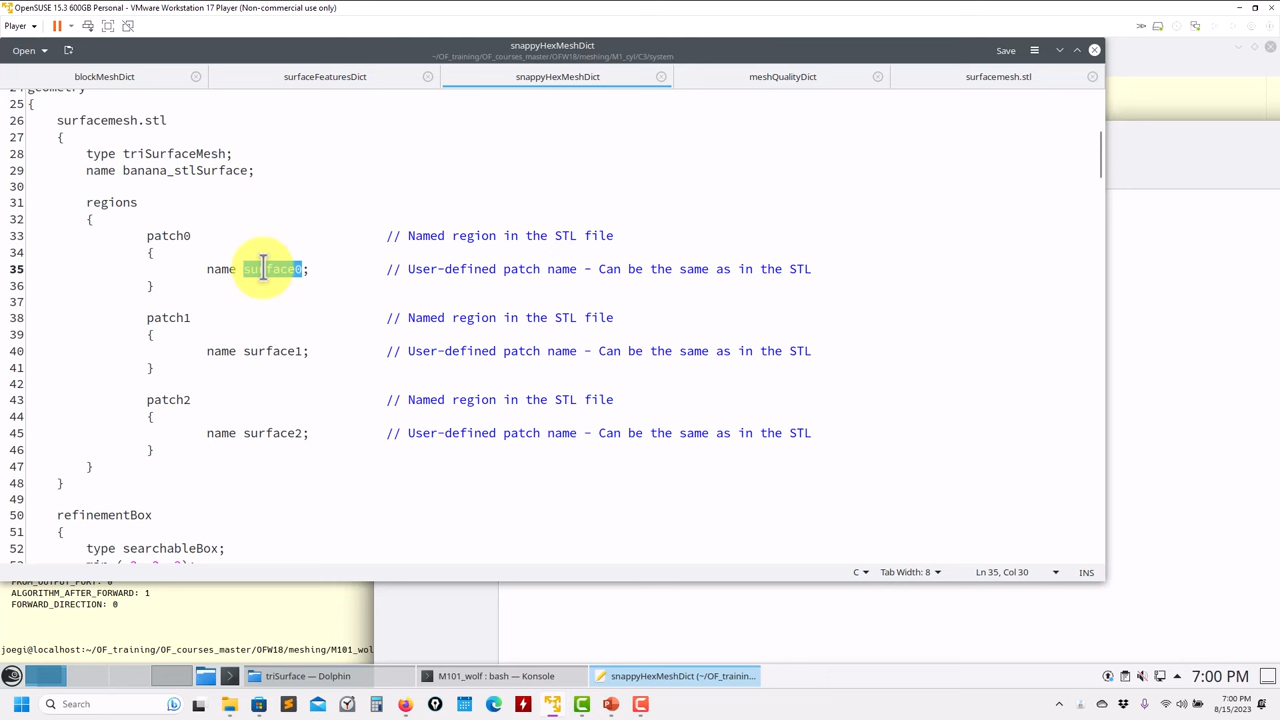 OpenSUSE 15.3 600GB Personal - VMware Workstation 17 Player (Non-commercial use only)
Player
Open
snappyHexMeshDict
~/OF_training/OF_courses_master/OFW18/meshing/M1_cyl/C3/system
Save
blockMeshDict
surfaceFeaturesDict
snappyHexMeshDict
meshQualityDict
surfacemesh.stl
24 geometry
25 {
26 surfacemesh.stl
27 {
28 type triSurfaceMesh;
29 name banana_stlSurface;
30
31 regions
32 {
33 patch0 // Named region in the STL file
34 {
35 name surface0; // User-defined patch name - Can be the same as in the STL
36 }
37
38 patch1 // Named region in the STL file
39 {
40 name surface1; // User-defined patch name - Can be the same as in the STL
41 }
42
43 patch2 // Named region in the STL file
44 {
45 name surface2; // User-defined patch name - Can be the same as in the STL
46 }
47 }
48 }
49
50 refinementBox
51 {
52 type searchableBox;
C
Tab Width: 8
Ln 35, Col 30
INS
FROM_OUTPUT_PORT: 0
ALGORITHM_AFTER_FORWARD: 1
FORWARD_DIRECTION: 0
joegi@localhost:~/OF_training/OF_courses_master/OFW18/meshing/M101_wol
triSurface — Dolphin
M101_wolf : bash — Konsole
snappyHexMeshDict (~/OF_trainin...
7:00 PM
Search
7:00 PM
8/15/2023